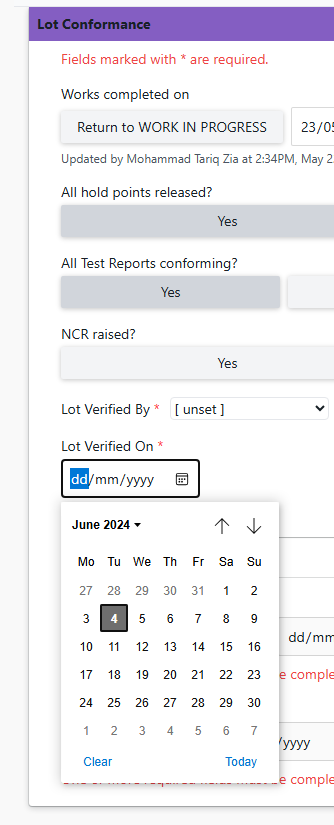 Lot Conformance
Fields marked with * are required.
Works completed on
Return to WORK IN PROGRESS 23/05
Updated by Mohammad Tariq Zia at 2:34PM, May 2
All hold points released?
Yes
All Test Reports conforming?
Yes
NCR raised?
Yes
Lot Verified By * [ unset ]
Lot Verified On *
dd/mm/yyyy
June 2024
Mo Tu We Th Fr Sa Su
27 28 29 30 31 1 2
3 4 5 6 7 8 9
dd/mm
10 11 12 13 14 15 16
17 18 19 20 21 22 23
e comple
24 25 26 27 28 29 30
1 2 3 4 5 6 7
/yyyy
Clear Today
must be comple